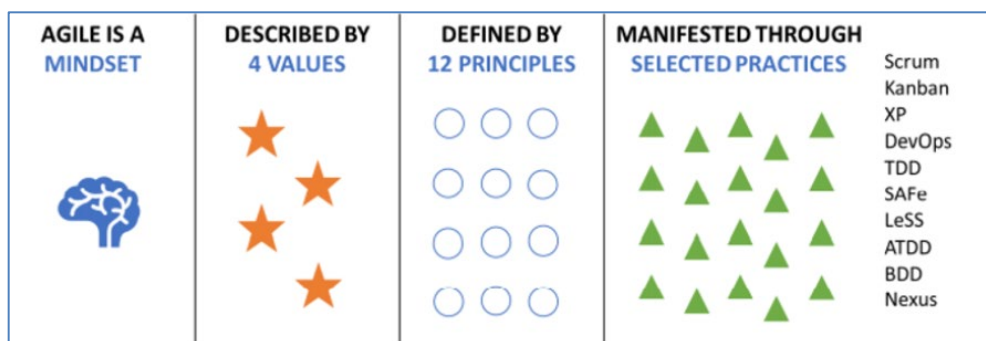 AGILE IS A
MINDSET
DESCRIBED BY
4 VALUES
DEFINED BY
12 PRINCIPLES
MANIFESTED THROUGH
SELECTED PRACTICES
Scrum
Kanban
XP
DevOps
TDD
SAFe
LeSS
ATDD
BDD
Nexus